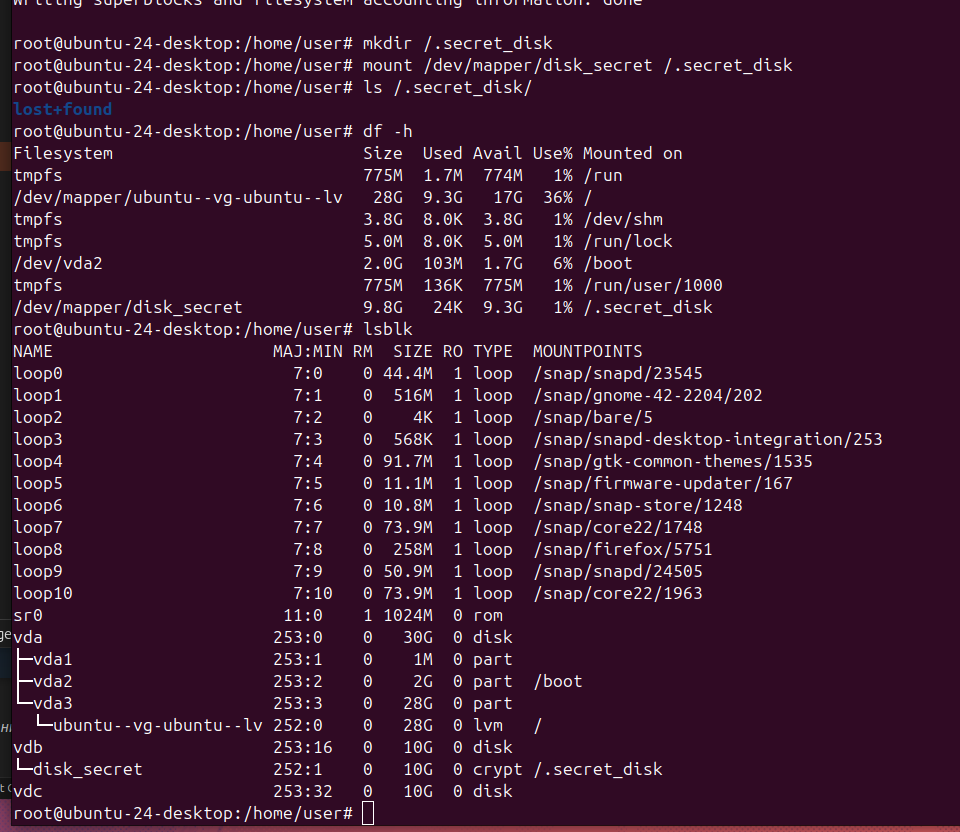 Writing superblocks and filesystem accounting information: done
root@ubuntu-24-desktop:/home/user# mkdir /.secret_disk
root@ubuntu-24-desktop:/home/user# mount /dev/mapper/disk_secret /.secret_disk
root@ubuntu-24-desktop:/home/user# ls /.secret_disk/
lost+found
root@ubuntu-24-desktop:/home/user# df -h
Filesystem                         Size  Used Avail Use% Mounted on
tmpfs                              775M  1.7M  774M   1% /run
/dev/mapper/ubuntu--vg-ubuntu--lv   28G  9.3G   17G  36% /
tmpfs                              3.8G  8.0K  3.8G   1% /dev/shm
tmpfs                              5.0M  8.0K  5.0M   1% /run/lock
/dev/vda2                          2.0G  103M  1.7G   6% /boot
tmpfs                              775M  136K  775M   1% /run/user/1000
/dev/mapper/disk_secret            9.8G   24K  9.3G   1% /.secret_disk
root@ubuntu-24-desktop:/home/user# lsblk
NAME                      MAJ:MIN RM   SIZE RO TYPE  MOUNTPOINTS
loop0                       7:0    0  44.4M  1 loop  /snap/snapd/23545
loop1                       7:1    0   516M  1 loop  /snap/gnome-42-2204/202
loop2                       7:2    0     4K  1 loop  /snap/bare/5
loop3                       7:3    0   568K  1 loop  /snap/snapd-desktop-integration/253
loop4                       7:4    0  91.7M  1 loop  /snap/gtk-common-themes/1535
loop5                       7:5    0  11.1M  1 loop  /snap/firmware-updater/167
loop6                       7:6    0  10.8M  1 loop  /snap/snap-store/1248
loop7                       7:7    0  73.9M  1 loop  /snap/core22/1748
loop8                       7:8    0   258M  1 loop  /snap/firefox/5751
loop9                       7:9    0  50.9M  1 loop  /snap/snapd/24505
loop10                      7:10   0  73.9M  1 loop  /snap/core22/1963
sr0                        11:0    1  1024M  0 rom
vda                       253:0    0    30G  0 disk
├─vda1                    253:1    0     1M  0 part
├─vda2                    253:2    0     2G  0 part  /boot
└─vda3                    253:3    0    28G  0 part
  └─ubuntu--vg-ubuntu--lv 252:0    0    28G  0 lvm   /
vdb                       253:16   0    10G  0 disk
└─disk_secret             252:1    0    10G  0 crypt /.secret_disk
vdc                       253:32   0    10G  0 disk
root@ubuntu-24-desktop:/home/user#